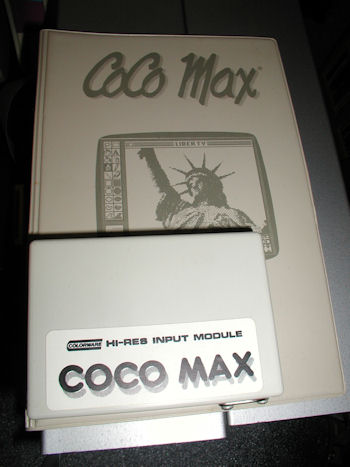 CoCo Max
LIBERTY
COLORWARE HI-RES INPUT MODULE
COCO MAX